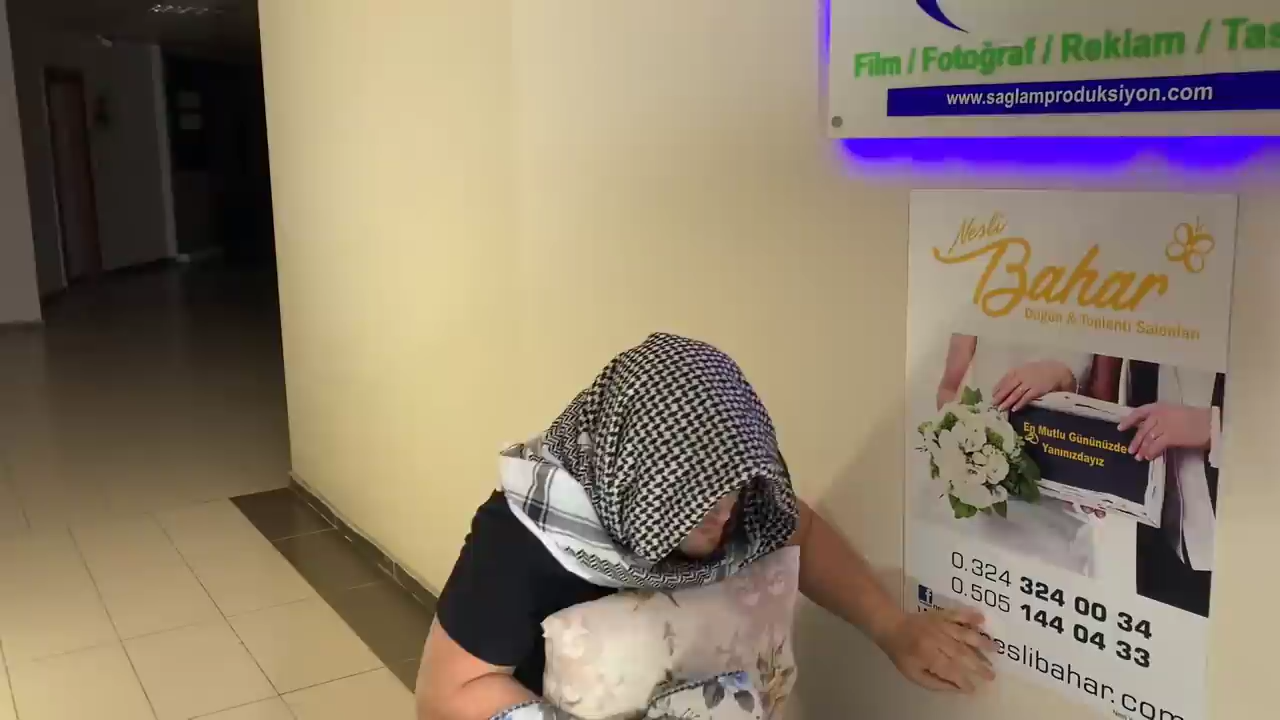 Film / Fotoğraf / Reklam / Tas
www.saglamproduksiyon.com
Nesli
Bahar
Düğün & Toplantı Salonları
En Mutlu Gününüzde
Yanınızdayız
0.324 324 00 34
0.505 144 04 33
eslibahar.com